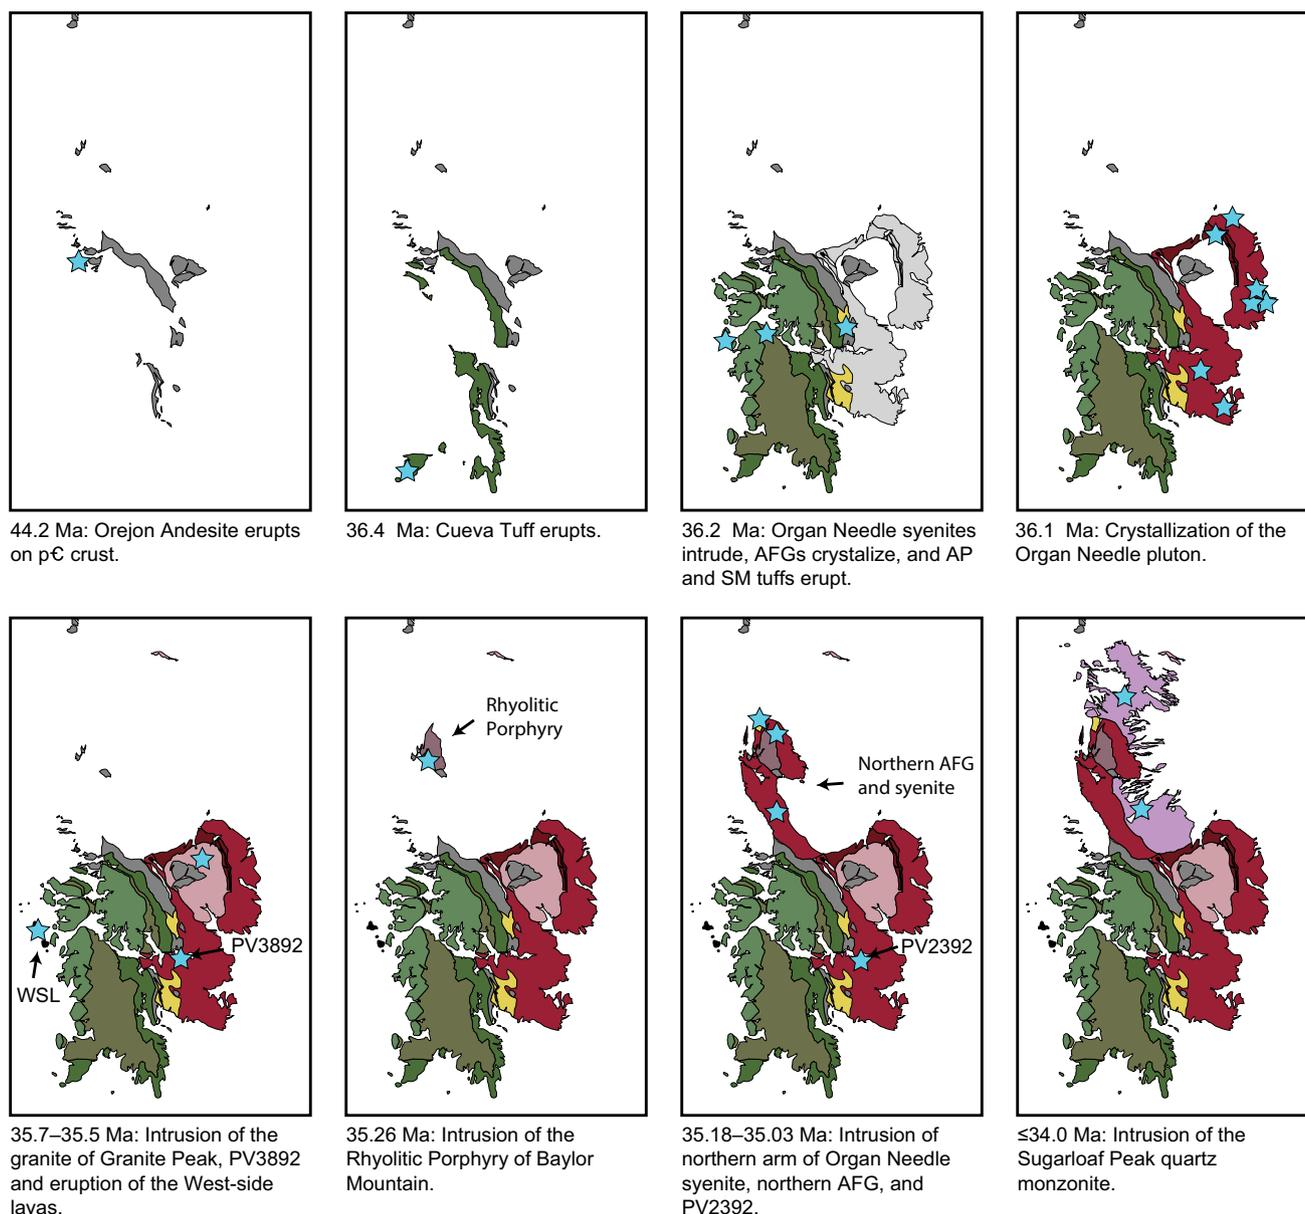 44.2 Ma: Orejon Andesite erupts
on p€ crust.
36.4  Ma: Cueva Tuff erupts.
36.2  Ma: Organ Needle syenites
intrude, AFGs crystalize, and AP
and SM tuffs erupt.
36.1  Ma: Crystallization of the
Organ Needle pluton.
PV3892
WSL
35.7–35.5 Ma: Intrusion of the
granite of Granite Peak, PV3892
and eruption of the West-side
lavas.
Rhyolitic
Porphyry
35.26 Ma: Intrusion of the
Rhyolitic Porphyry of Baylor
Mountain.
Northern AFG
and syenite
PV2392
35.18–35.03 Ma: Intrusion of
northern arm of Organ Needle
syenite, northern AFG, and
PV2392.
≤34.0 Ma: Intrusion of the
Sugarloaf Peak quartz
monzonite.